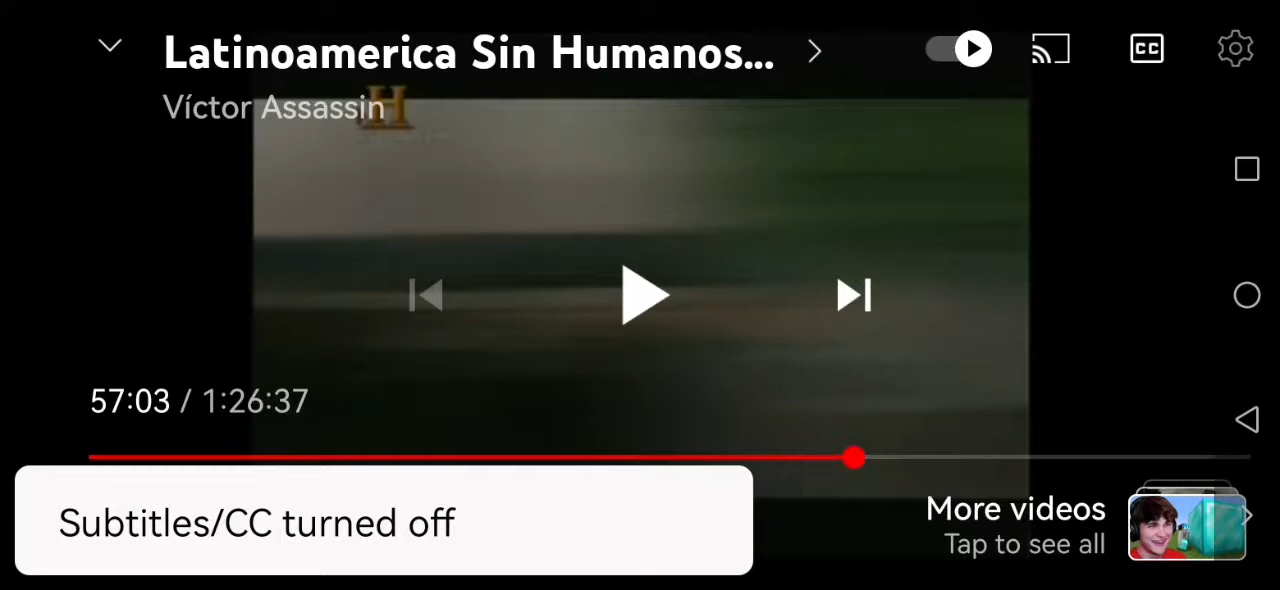 Latinoamerica Sin Humanos...
CC
Víctor Assassin
H
57:03 / 1:26:37
Subtitles/CC turned off
More videos
Tap to see all